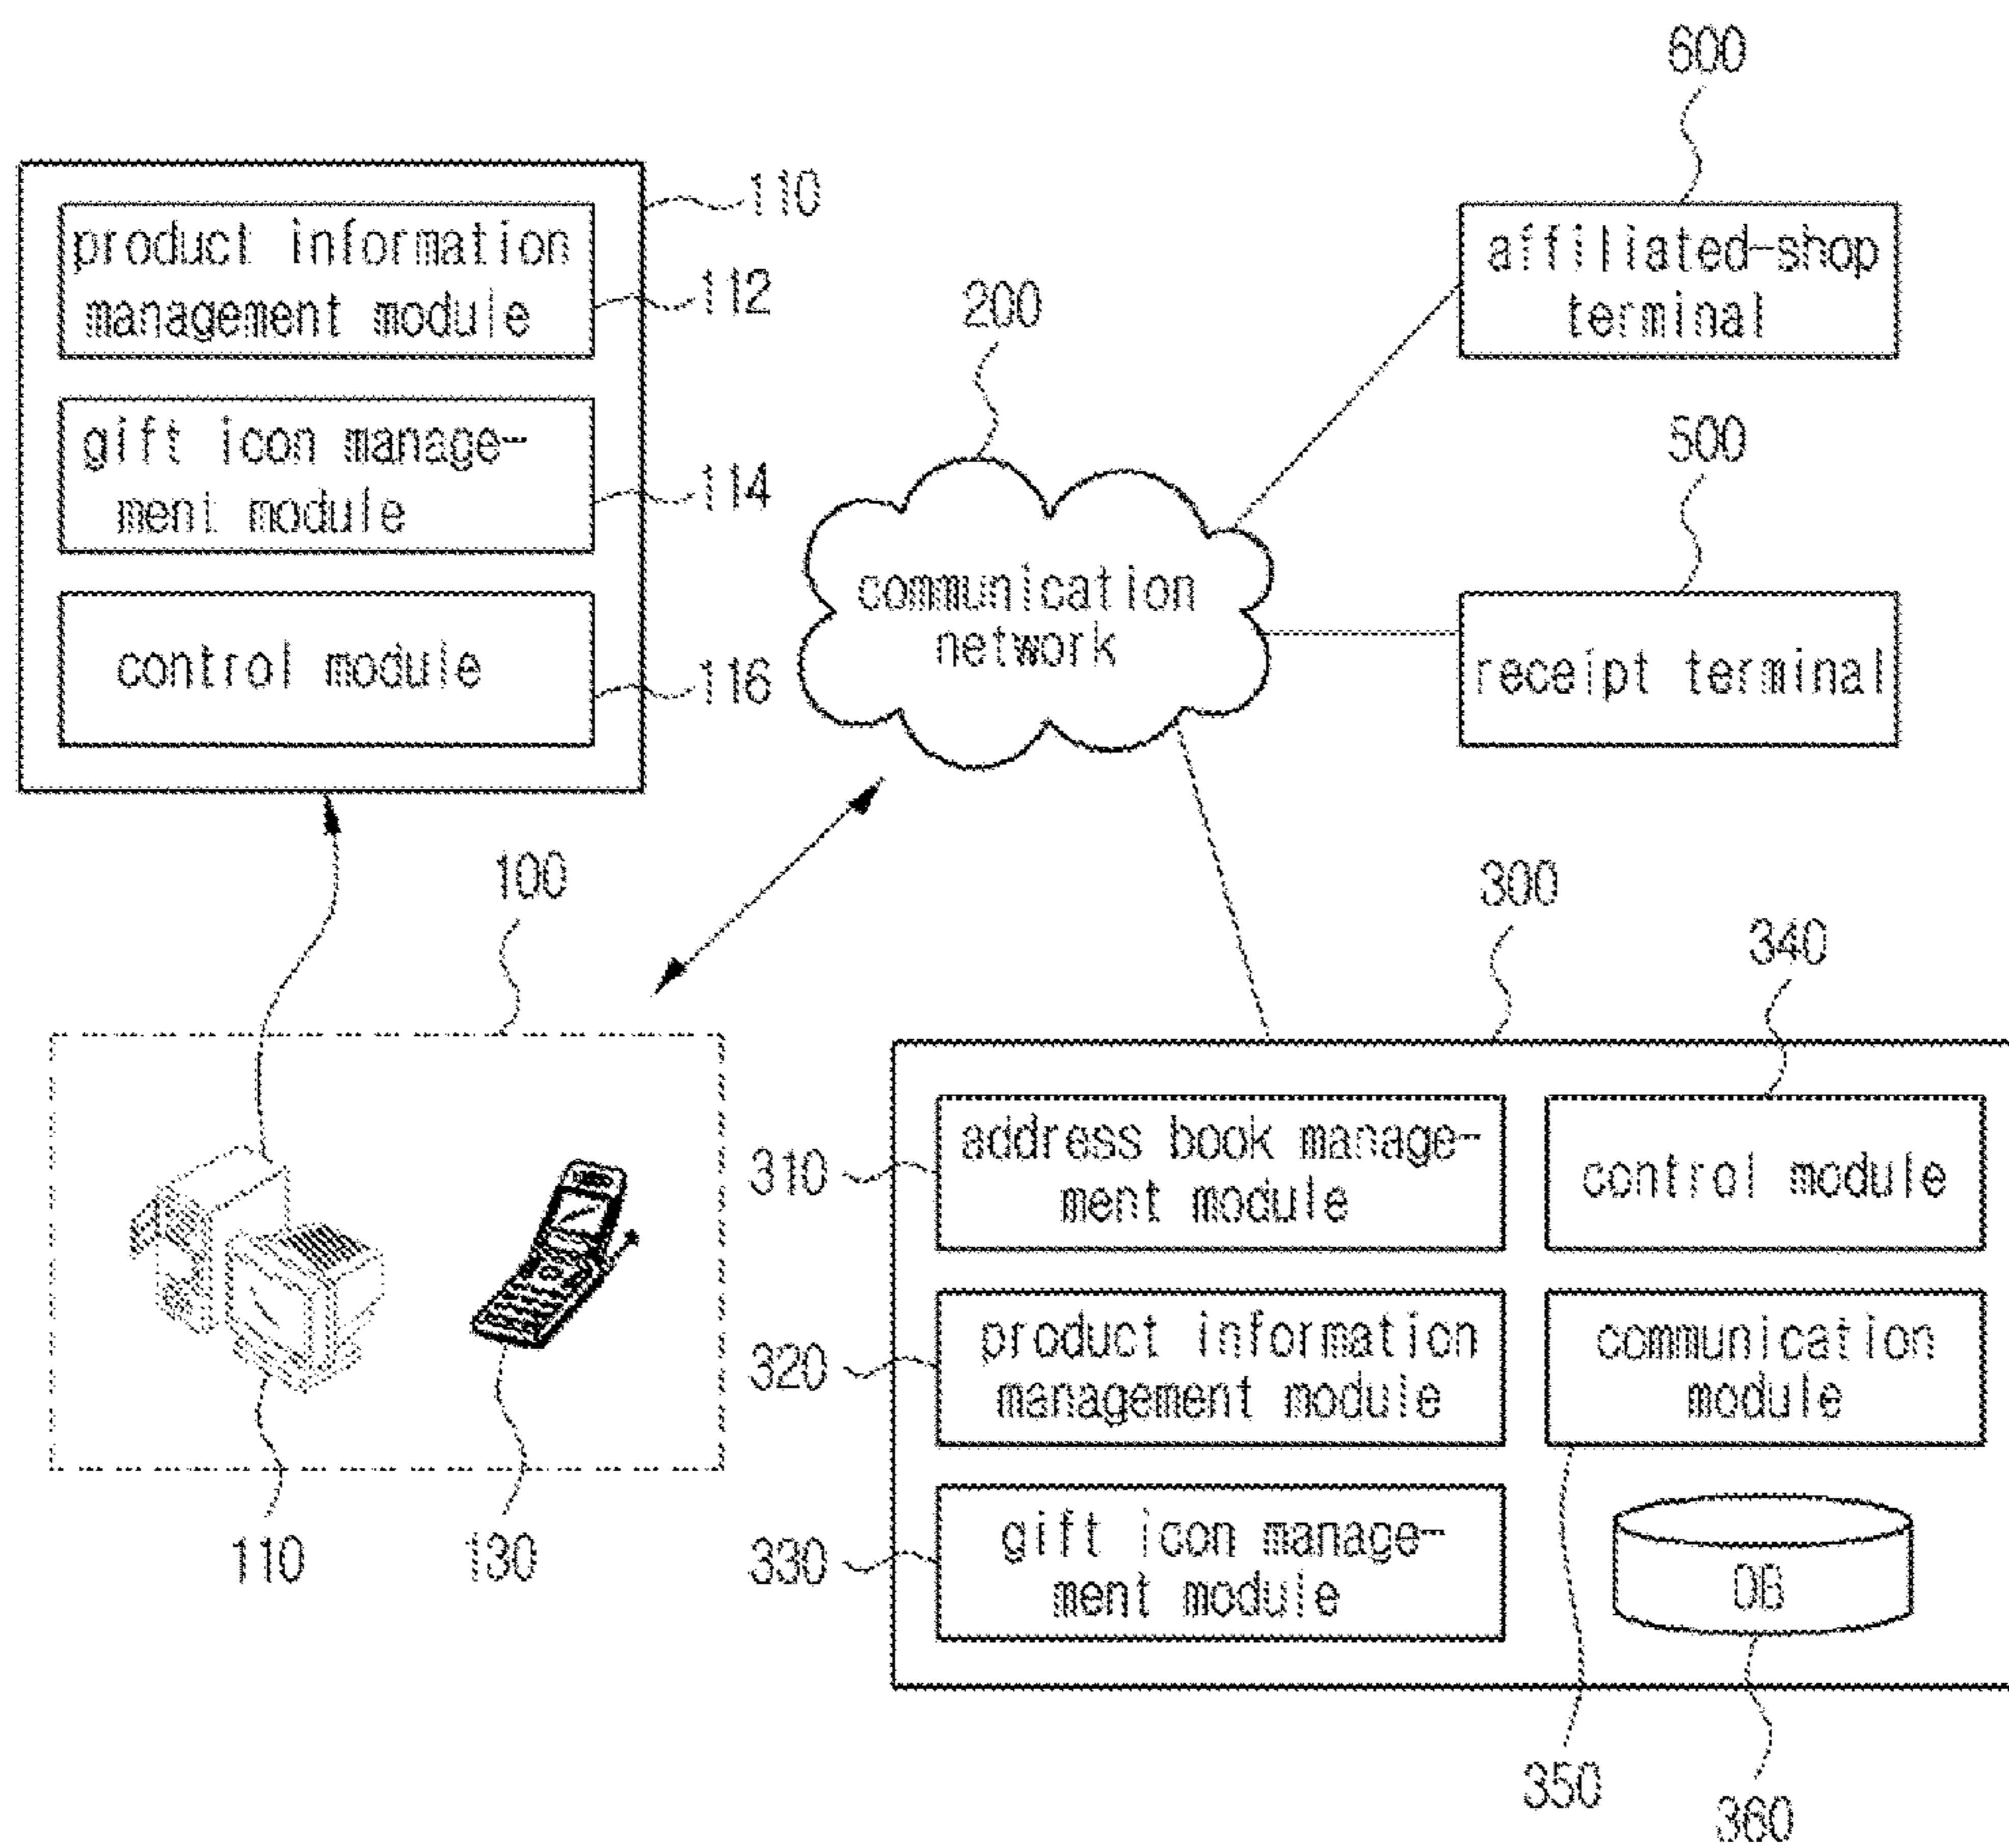 600
110
product information
management module
112
affiliated-shop
terminal
200
gift icon manage-
ment module
114
500
communication
network
control module
116
receipt terminal
100
300
340
310
address book manage-
ment module
control module
320
product information
management module
communication
module
110
130
330
gift icon manage-
ment module
DB
350
360